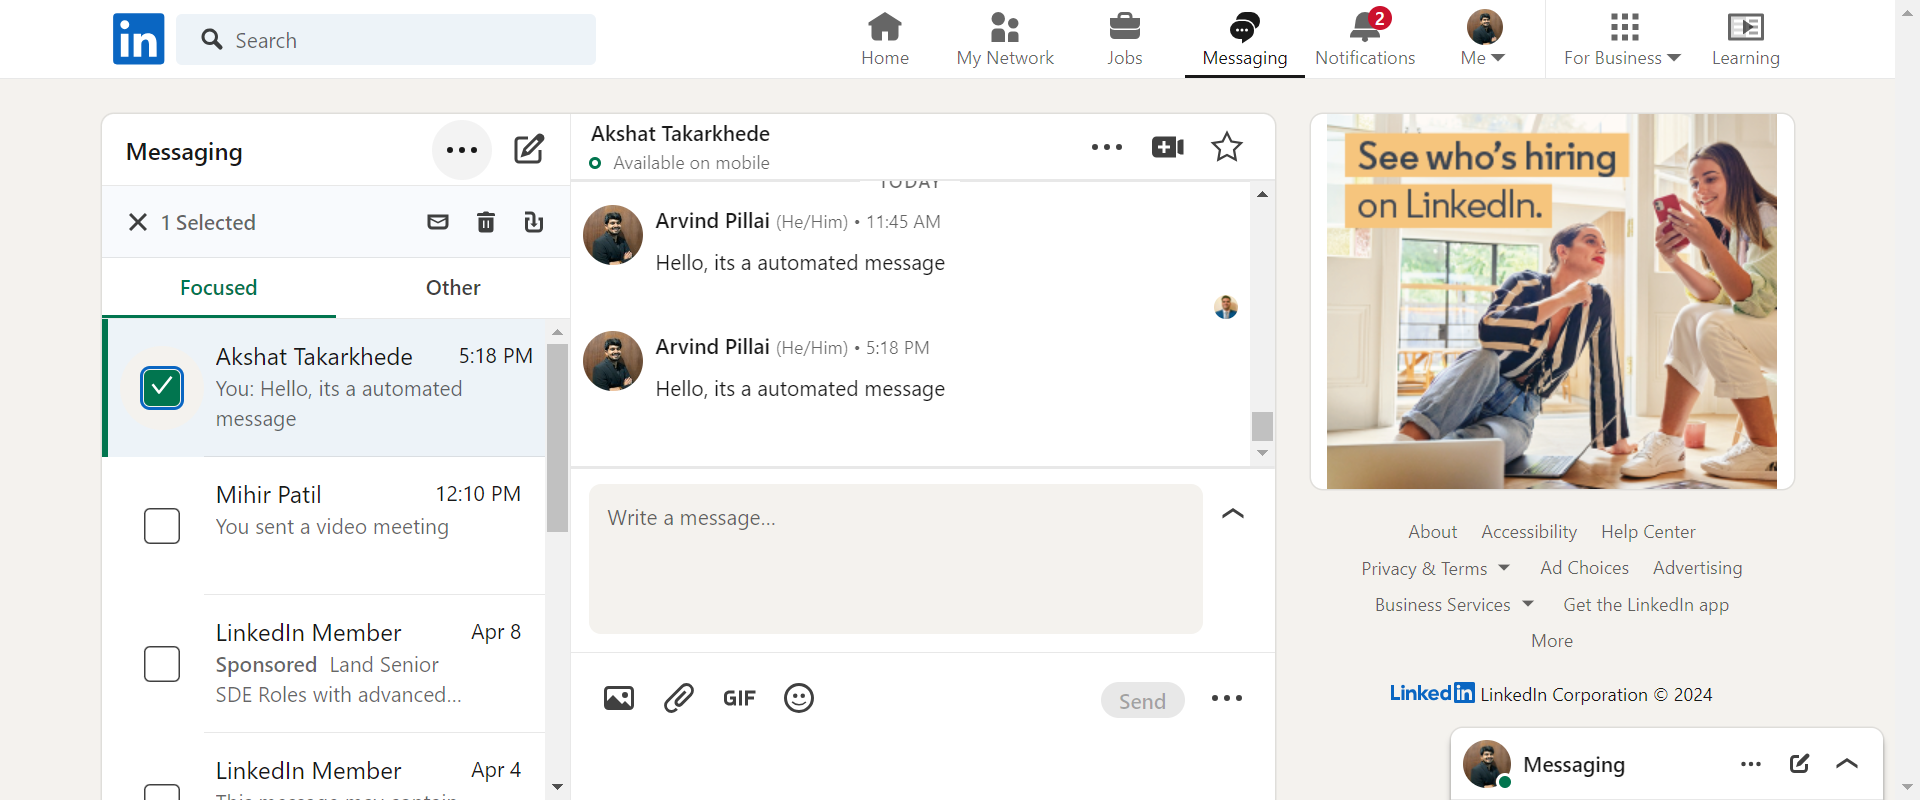 in
Search
Home
My Network
Jobs
Messaging
2
Notifications
Me
For Business
Learning
Messaging
1 Selected
Focused
Other
Akshat Takarkhede 5:18 PM
You: Hello, its a automated
message
Mihir Patil 12:10 PM
You sent a video meeting
LinkedIn Member Apr 8
Sponsored Land Senior
SDE Roles with advanced...
LinkedIn Member Apr 4
This message may contain
Akshat Takarkhede
Available on mobile
TODAY
Arvind Pillai (He/Him) • 11:45 AM
Hello, its a automated message
Arvind Pillai (He/Him) • 5:18 PM
Hello, its a automated message
Write a message...
GIF
Send
See who's hiring
on LinkedIn.
About Accessibility Help Center
Privacy & Terms Ad Choices Advertising
Business Services Get the LinkedIn app
More
LinkedIn LinkedIn Corporation © 2024
Messaging